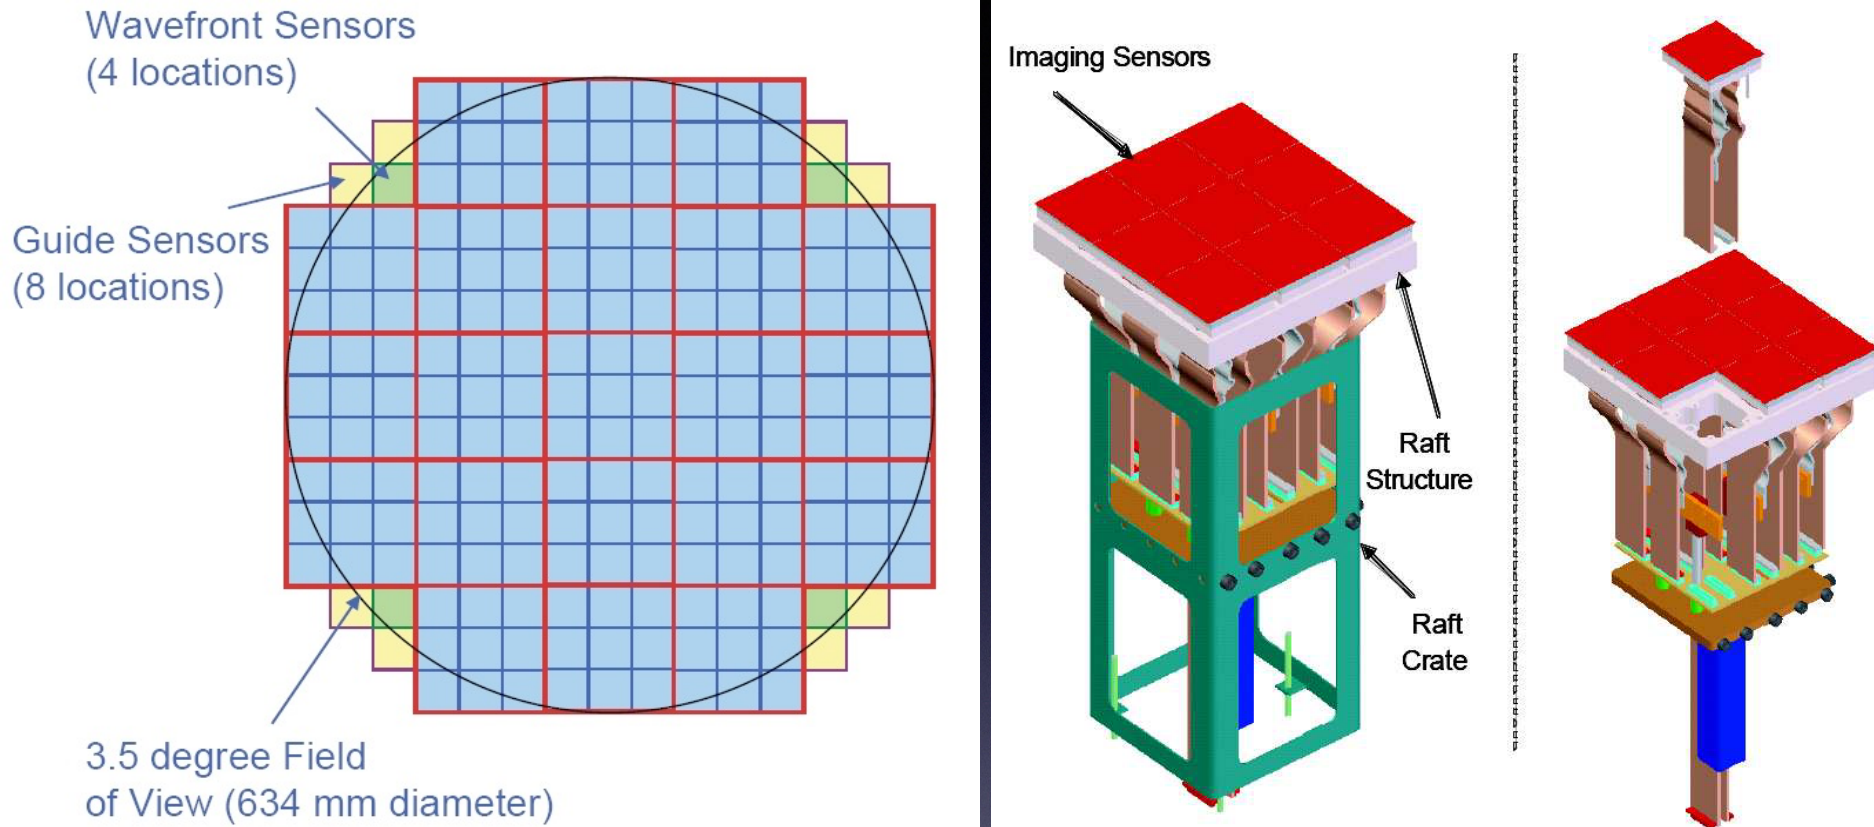 Wavefront Sensors
(4 locations)
Guide Sensors
(8 locations)
3.5 degree Field
of View (634 mm diameter)
Imaging Sensors
Raft
Structure
Raft
Crate